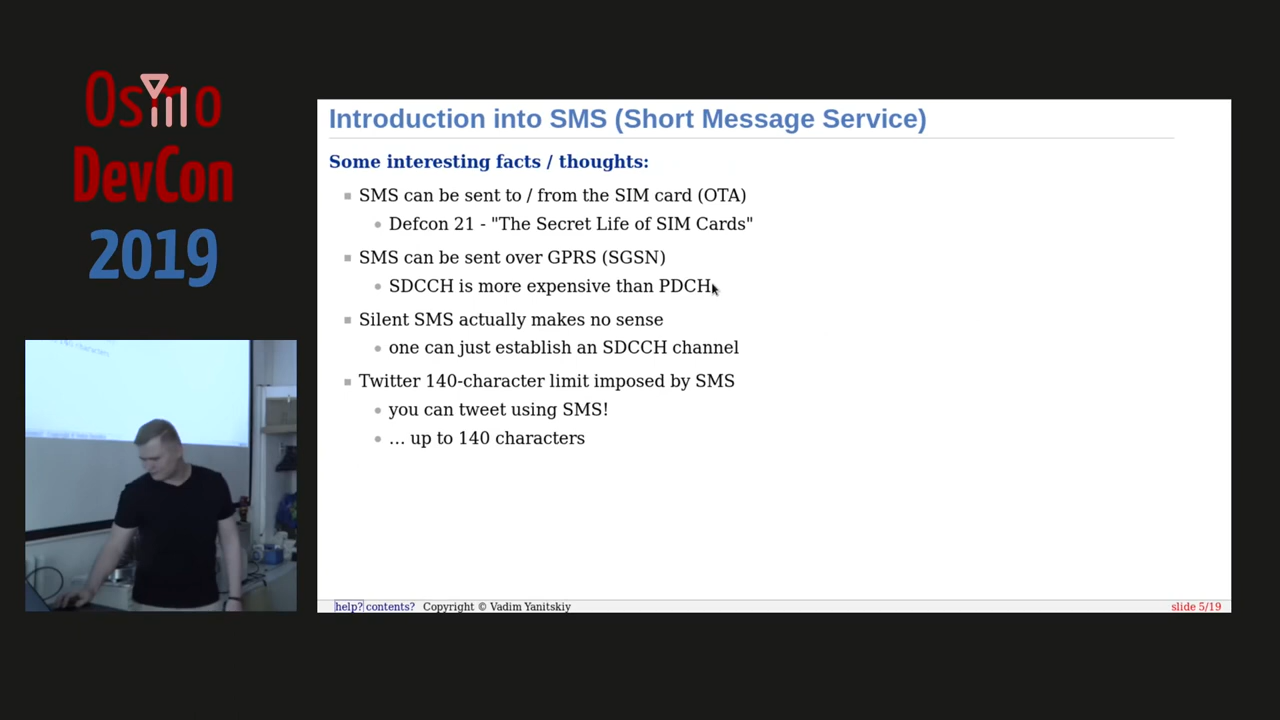 Osmo
DevCon
2019
Introduction into SMS (Short Message Service)
Some interesting facts / thoughts:
SMS can be sent to / from the SIM card (OTA)
Defcon 21 - "The Secret Life of SIM Cards"
SMS can be sent over GPRS (SGSN)
SDCCH is more expensive than PDCH
Silent SMS actually makes no sense
one can just establish an SDCCH channel
Twitter 140-character limit imposed by SMS
you can tweet using SMS!
... up to 140 characters
help? contents? Copyright © Vadim Yanitskiy
slide 5/19